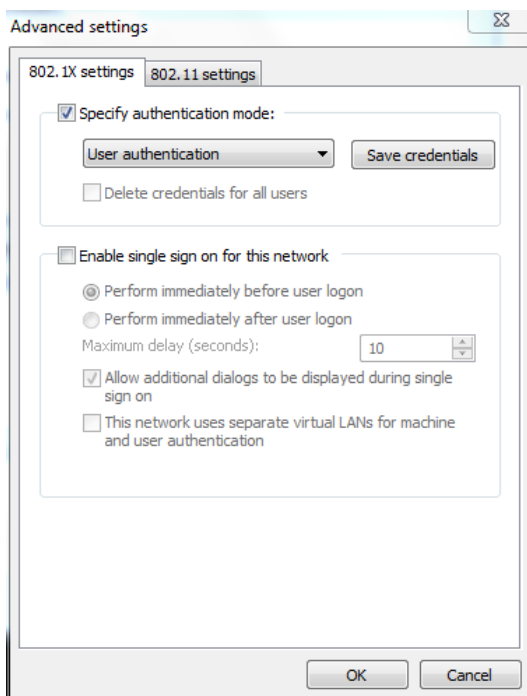 Advanced settings
802.1X settings 802.11 settings
Specify authentication mode:
User authentication Save credentials
Delete credentials for all users
Enable single sign on for this network
Perform immediately before user logon
Perform immediately after user logon
Maximum delay (seconds): 10
Allow additional dialogs to be displayed during single
sign on
This network uses separate virtual LANs for machine
and user authentication
OK Cancel